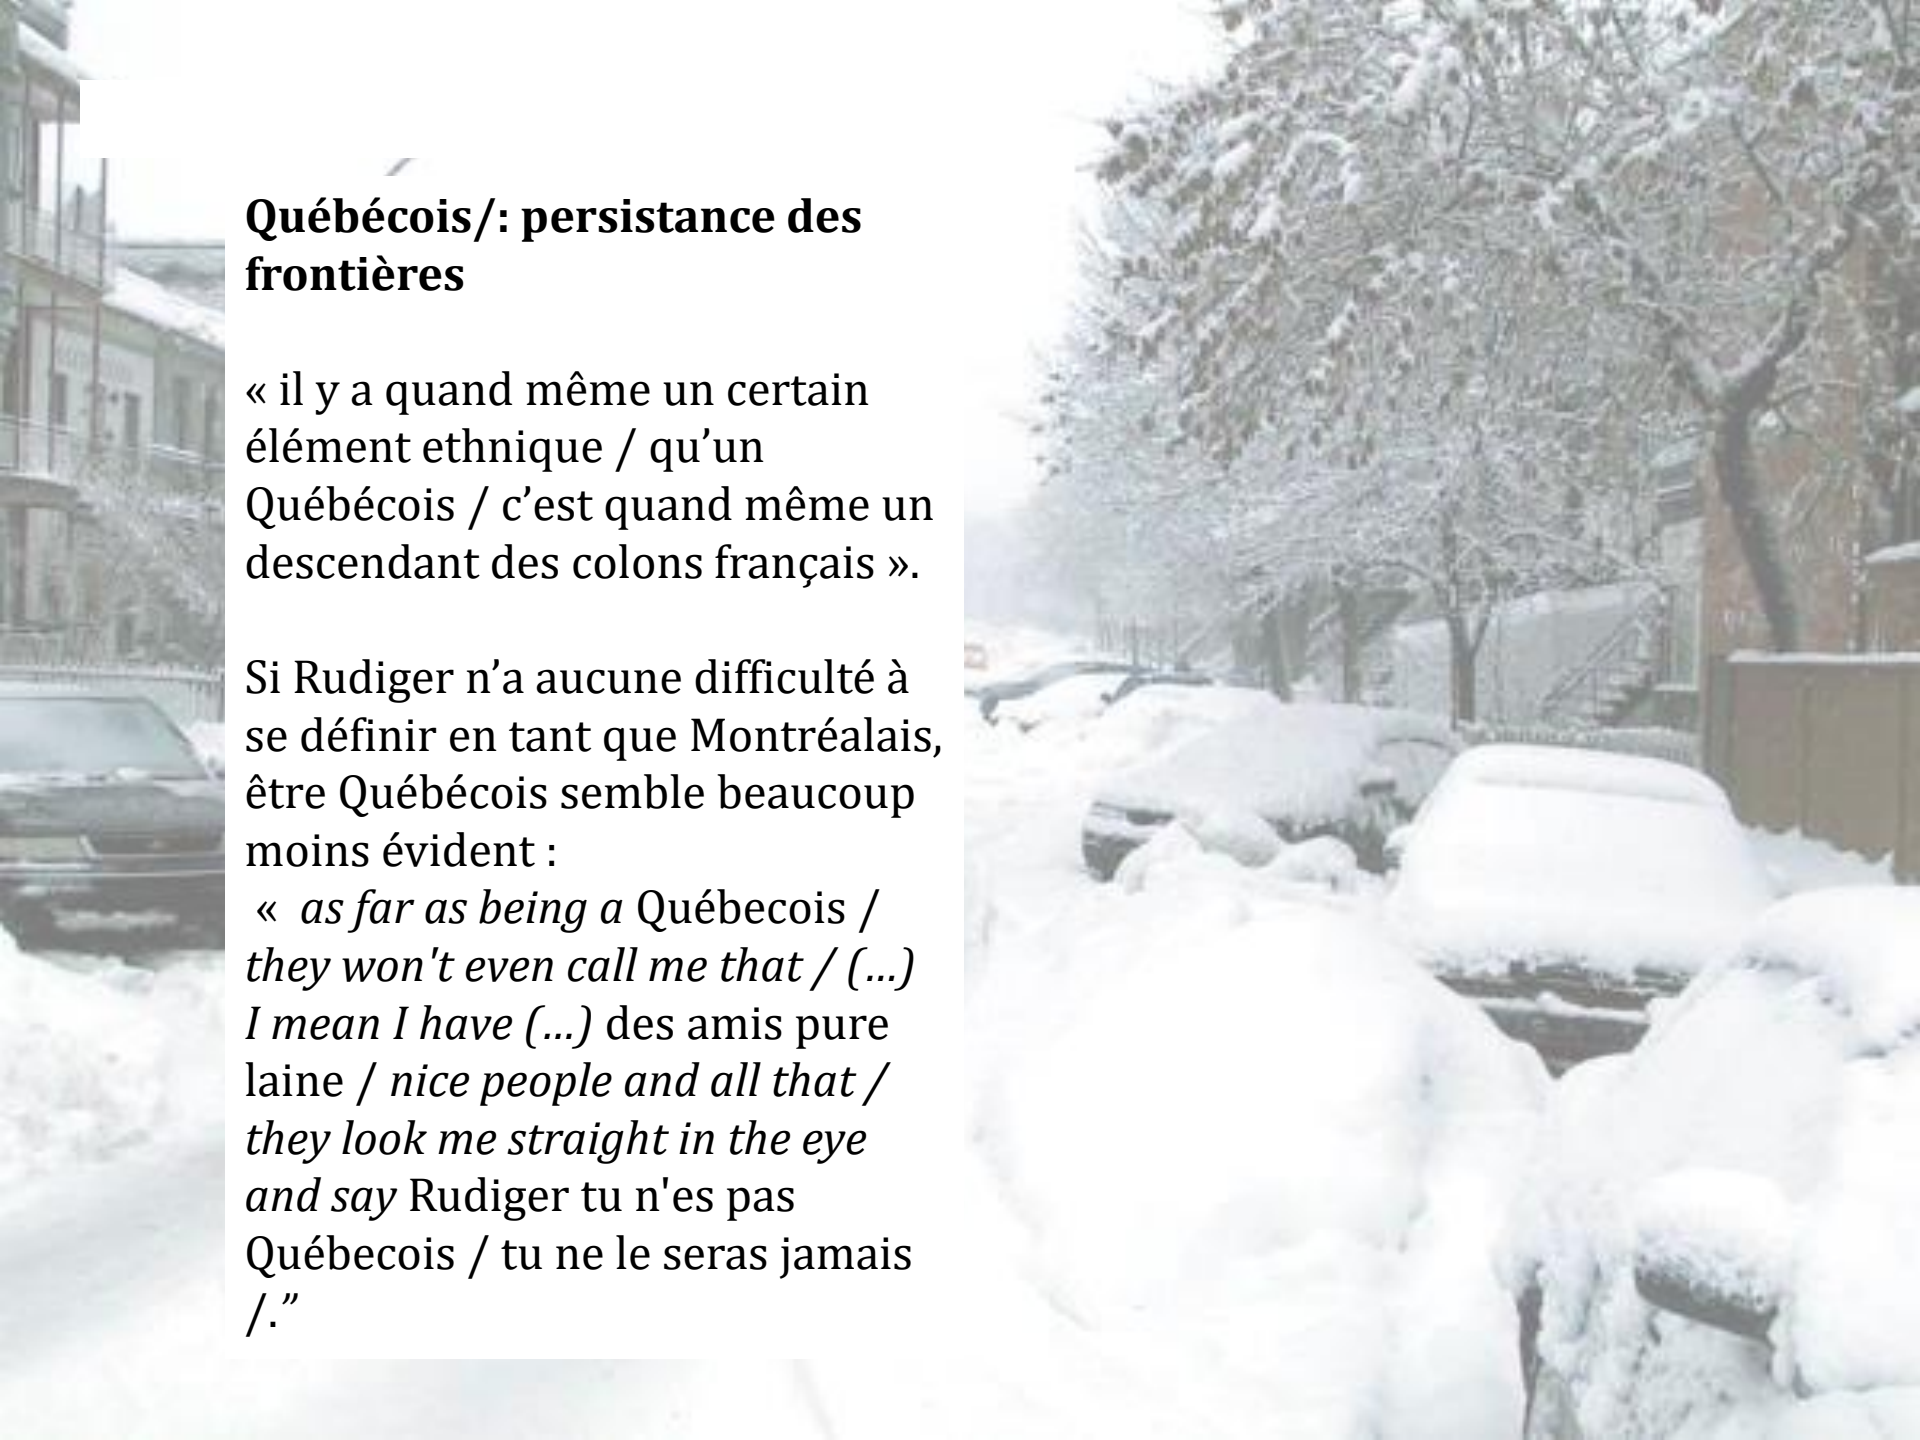 Québécois/: persistance des
frontières
« il y a quand même un certain
élément ethnique / qu’un
Québécois / c’est quand même un
descendant des colons français ».
Si Rudiger n’a aucune difficulté à
se définir en tant que Montréalais,
être Québécois semble beaucoup
moins évident :
« as far as being a Québecois /
they won't even call me that / (…)
I mean I have (…) des amis pure
laine / nice people and all that /
they look me straight in the eye
and say Rudiger tu n'es pas
Québecois / tu ne le seras jamais
/.”